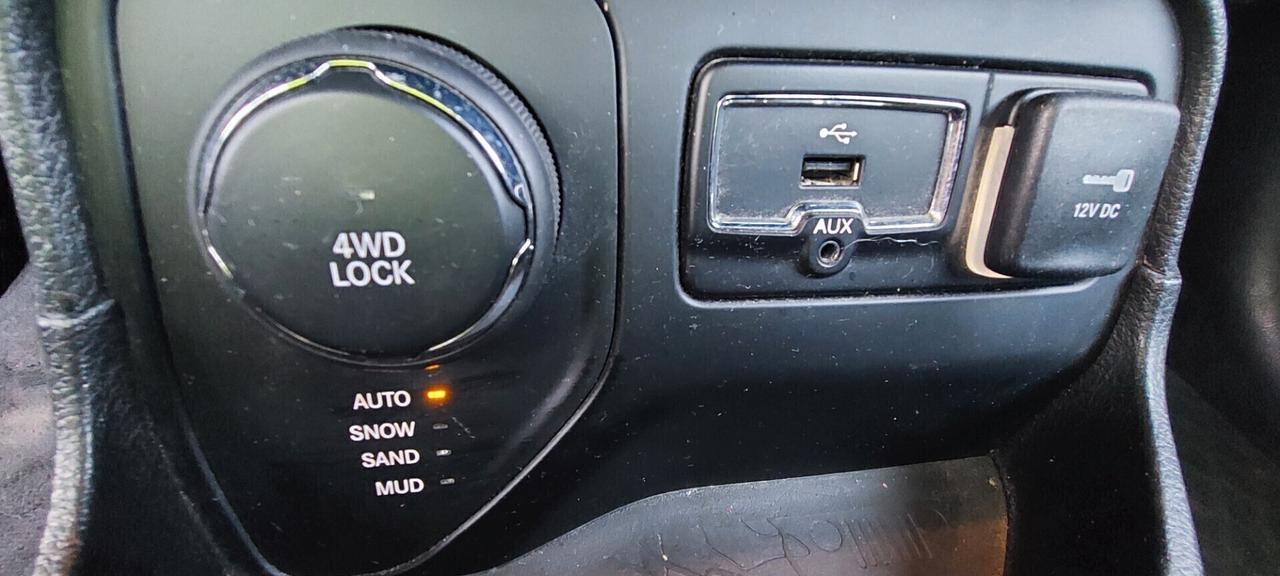 4WD
LOCK
AUTO
SNOW
SAND
MUD
AUX
12V DC